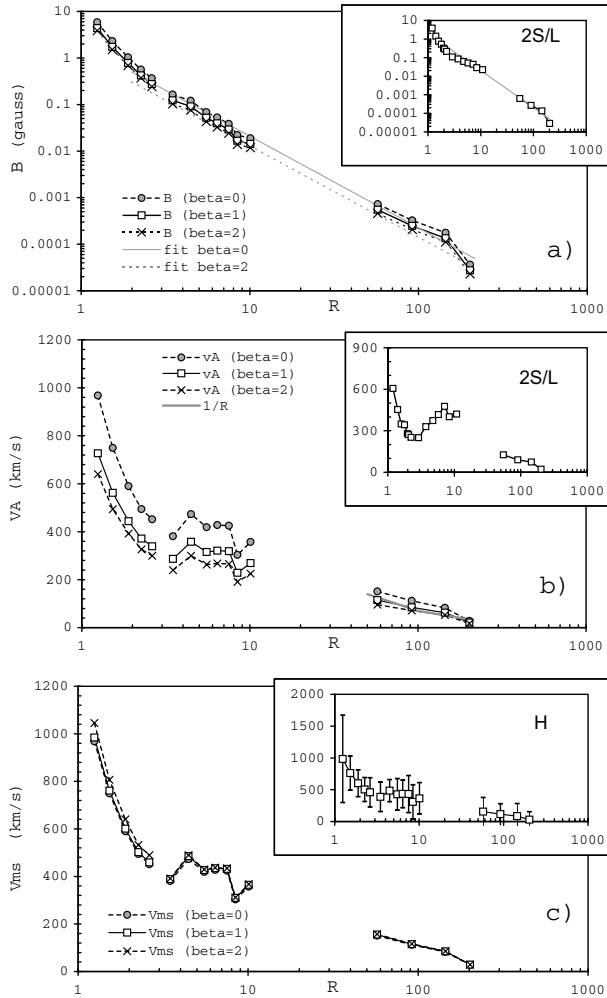 10
1
0.1
0.01
0.001
0.0001
0.00001
B (gauss)
B (beta=0)
B (beta=1)
B (beta=2)
fit beta=0
fit beta=2
1 10 100 1000
R
a)
2S/L
10
1
0.1
0.01
0.001
0.0001
0.00001
1 10 100 1000
1200
1000
800
600
400
200
0
VA (km/s)
vA (beta=0)
vA (beta=1)
vA (beta=2)
1/R
1 10 100 1000
R
b)
2S/L
900
600
300
0
1 10 100 1000
1200
1000
800
600
400
200
0
Vms (km/s)
Vms (beta=0)
Vms (beta=1)
Vms (beta=2)
1 10 100 1000
R
c)
H
2000
1500
1000
500
0
1 10 100 1000